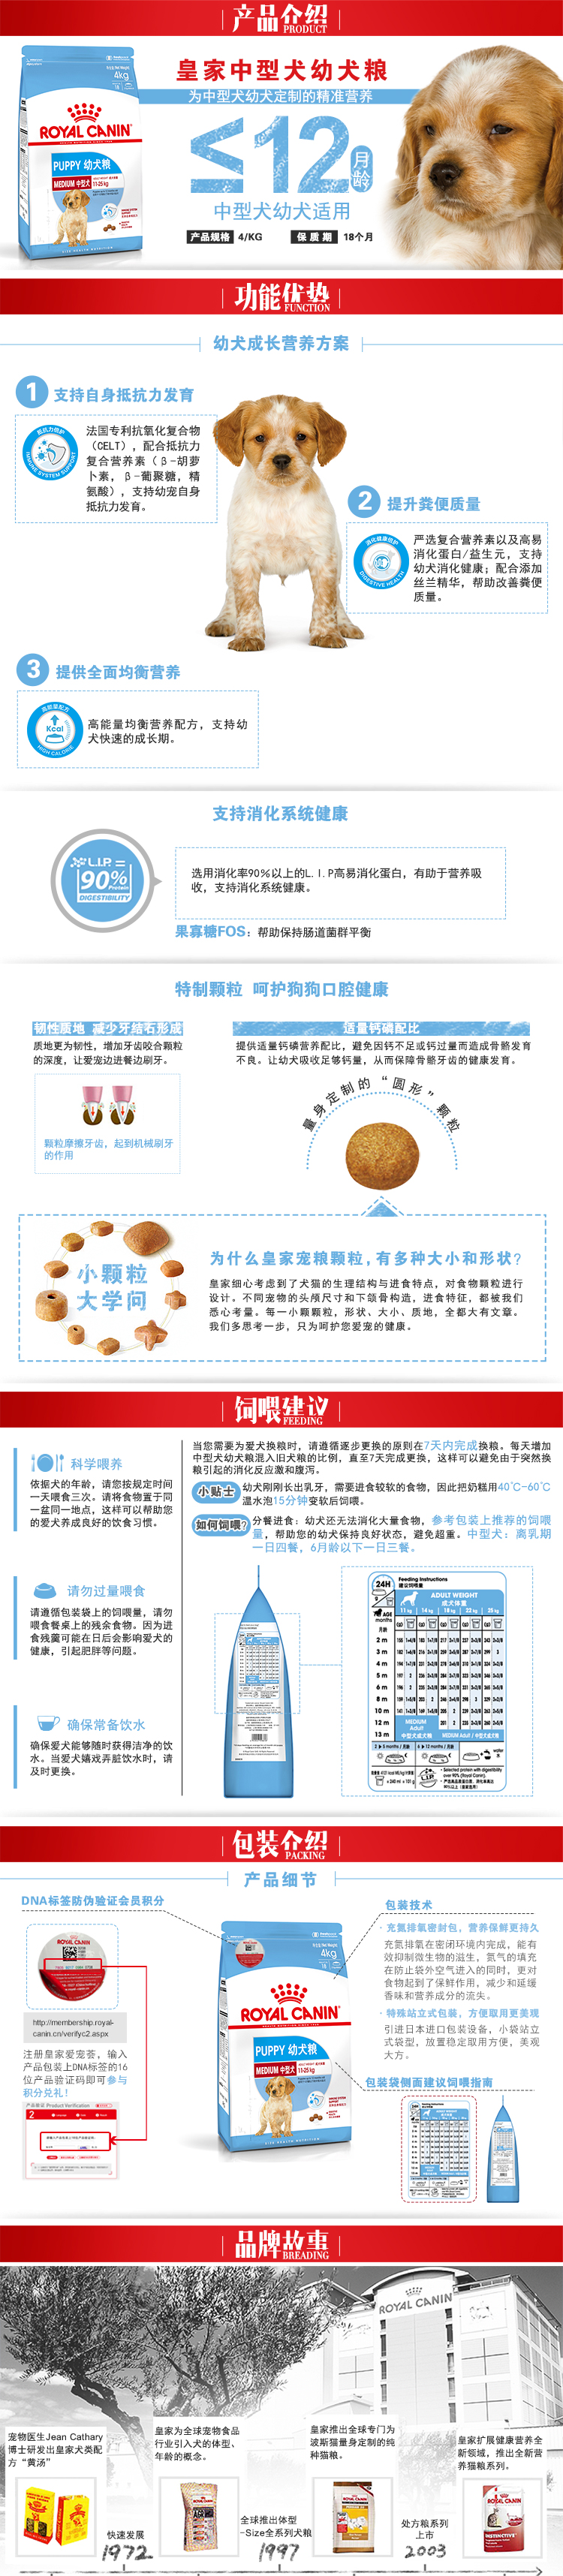 产品介绍
PRODUCT
4kg
ROYAL CANIN
PUPPY 幼犬粮
MEDIUM 中型犬
11-25 kg
皇家中型犬幼犬粮
为中型犬幼犬定制的精准营养
≤12月龄
中型犬幼犬适用
产品规格 4/KG 保质期 18个月
功能优势
FUNCTION
幼犬成长营养方案
1 支持自身抵抗力发育
抵抗力倍护
IMMUNE SYSTEM SUPPORT
法国专利抗氧化复合物
（CELT），配合抵抗力
复合营养素（β-胡萝
卜素，β-葡聚糖，精
氨酸），支持幼宠自身
抵抗力发育。
2 提升粪便质量
消化健康倍护
DIGESTIVE HEALTH
严选复合营养素以及高易
消化蛋白/益生元，支持
幼犬消化健康；配合添加
丝兰精华，帮助改善粪便
质量。
3 提供全面均衡营养
高能量配方
Kcal
HIGH CALORIE
高能量均衡营养配方，支持幼
犬快速的成长期。
支持消化系统健康
L.I.P. =
90% Protein
DIGESTIBILITY
选用消化率90%以上的L.I.P高易消化蛋白，有助于营养吸
收，支持消化系统健康。
果寡糖FOS：帮助保持肠道菌群平衡
特制颗粒 呵护狗狗口腔健康
韧性质地 减少牙结石形成
质地更为韧性，增加牙齿咬合颗粒
的深度，让爱宠边进餐边刷牙。
颗粒摩擦牙齿，起到机械刷牙
的作用
适量钙磷配比
提供适量钙磷营养配比，避免因钙不足或钙过量而造成骨骼发育
不良。让幼犬吸收足够钙量，从而保障骨骼牙齿的健康发育。
量身定制的“圆形”颗粒
小颗粒
大学问
为什么皇家宠粮颗粒，有多种大小和形状？
皇家细心考虑到了犬猫的生理结构与进食特点，对食物颗粒进行
设计。不同宠物的头颅尺寸和下颌骨构造，进食特征，都被我们
悉心考量。每一小颗颗粒，形状、大小、质地，全都大有文章。
我们多思考一步，只为呵护您爱宠的健康。
饲喂建议
FEEDING
科学喂养
依据犬的年龄，请您按规定时间
一天喂食三次。请将食物置于同
一盆同一地点，这样可以帮助您
的爱犬养成良好的饮食习惯。
请勿过量喂食
请遵循包装袋上的饲喂量，请勿
喂食餐桌上的残余食物。因为进
食残羹可能在日后会影响爱犬的
健康，引起肥胖等问题。
确保常备饮水
确保爱犬能够随时获得洁净的饮
水。当爱犬嬉戏弄脏饮水时，请
及时更换。
当您需要为爱犬换粮时，请遵循逐步更换的原则在7天内完成换粮。每天增加
中型犬幼犬粮混入旧犬粮的比例，直至7天完成更换，这样可以避免由于突然换
粮引起的消化反应激和腹泻。
小贴士 幼犬刚刚长出乳牙，需要进食较软的食物，因此把奶糕用40℃-60℃
温水泡15分钟变软后饲喂。
如何饲喂？ 分餐进食：幼犬还无法消化大量食物，参考包装上推荐的饲喂
量，帮助您的幼犬保持良好状态，避免超重。中型犬：离乳期
一日四餐，6月龄以下一日三餐。
24H Feeding Instructions
建议饲喂量
ADULT WEIGHT
成犬体重
AGE months 月龄
11 kg 14 kg 18 kg 22 kg 25 kg
2 m
3 m
4 m
5 m
6 m
8 m
10 m
12 m
13 m
MEDIUM Adult
中型犬成犬粮
包装介绍
PACKING
产品细节
DNA标签防伪验证会员积分
ROYAL CANIN
http://membership.royal-
canin.cn/verifyc2.aspx
注册皇家爱宠荟，输入
产品包装上DNA标签的16
位产品验证码即可参与
积分兑礼！
产品验证 Product Verification
2
4kg
ROYAL CANIN
PUPPY 幼犬粮
MEDIUM 中型犬
11-25 kg
包装技术
· 充氮排氧密封包，营养保鲜更持久
充氮排氧在密闭环境内完成，能有
效抑制微生物的滋生，氮气的填充
在防止袋外空气进入的同时，更对
食物起到了保鲜作用，减少和延缓
香味和营养成分的流失。
· 特殊站立式包装，方便取用更美观
引进日本进口包装设备，小袋站立
式袋型，放置稳定取用方便，美观
大方。
包装袋侧面建议饲喂指南
品牌故事
BREADING
ROYAL CANIN
宠物医生Jean Cathary
博士研发出皇家犬类配
方“黄汤”
皇家为全球宠物食品
行业引入犬的体型、
年龄的概念。
皇家推出全球专门为
波斯猫量身定制的纯
种猫粮。
皇家扩展健康营养全
新领域，推出全新营
养猫粮系列。
快速发展
1972
全球推出体型
-Size全系列犬粮
1997
处方粮系列
上市
2003